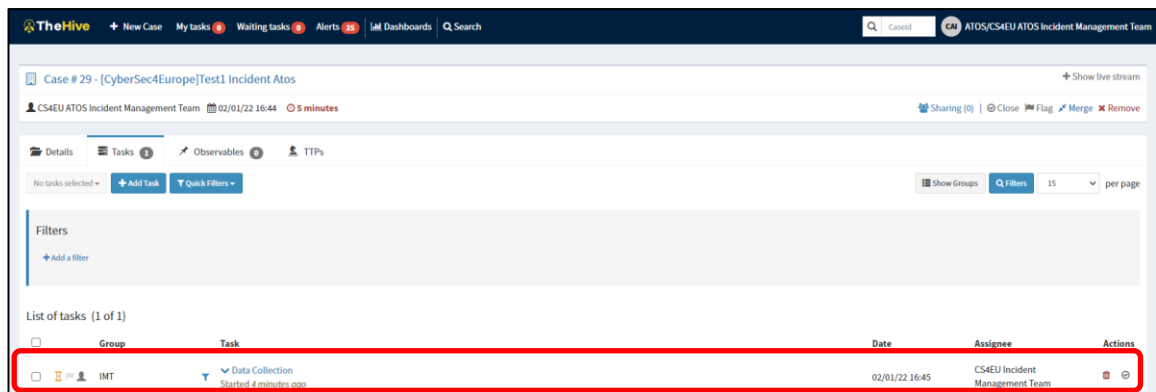 TheHive + New Case My tasks 0 Waiting tasks 0 Alerts 35 Dashboards Search CaseId CAI ATOS/CS4EU ATOS Incident Management Team
Case # 29 - [CyberSec4Europe]Test1 Incident Atos + Show live stream
CS4EU ATOS Incident Management Team 02/01/22 16:44 5 minutes Sharing (0) | Close Flag Merge Remove
Details Tasks 1 Observables 0 TTPs
No tasks selected + Add Task Quick Filters Show Groups Filters 15 per page
Filters
+ Add a filter
List of tasks (1 of 1)
Group Task Date Assignee Actions
IMT Data Collection 02/01/22 16:45 CS4EU Incident
Started 4 minutes ago Management Team